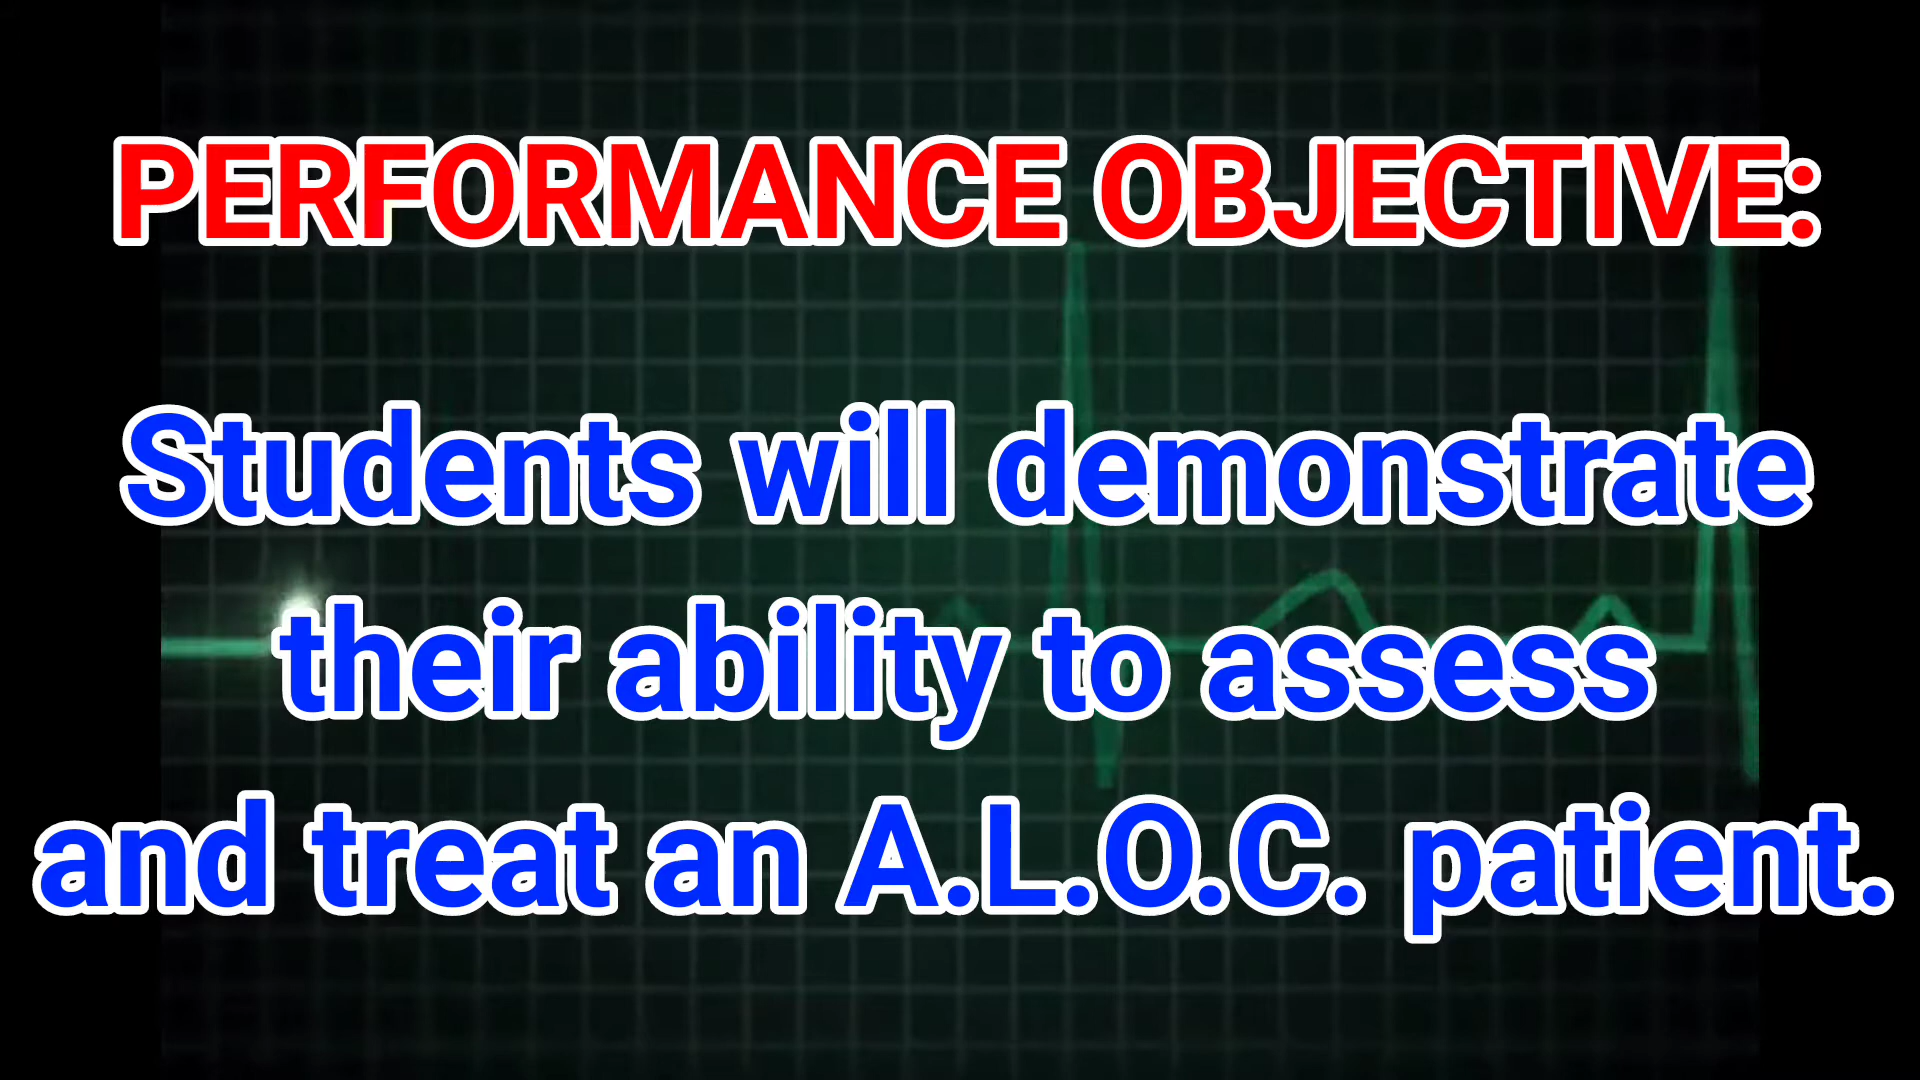 PERFORMANCE OBJECTIVE:
Students will demonstrate
their ability to assess
and treat an A.L.O.C. patient.